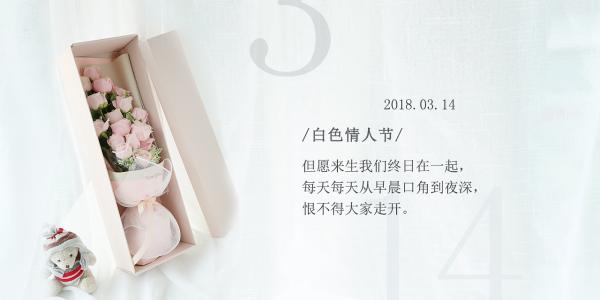 3
2018.03.14
/白色情人节/
但愿来生我们终日在一起，
每天每天从早晨口角到夜深，
恨不得大家走开。
14